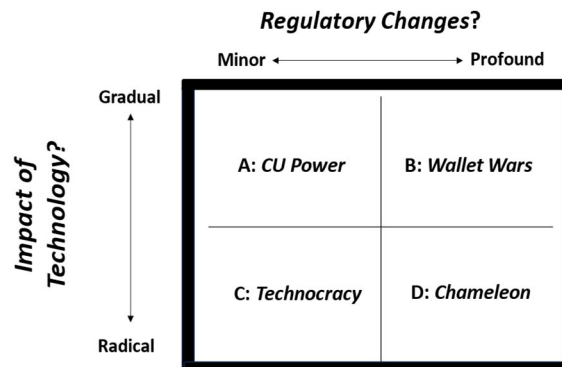 Regulatory Changes?
Minor Profound
Gradual
Impact of
Technology?
A: CU Power B: Wallet Wars
C: Technocracy D: Chameleon
Radical